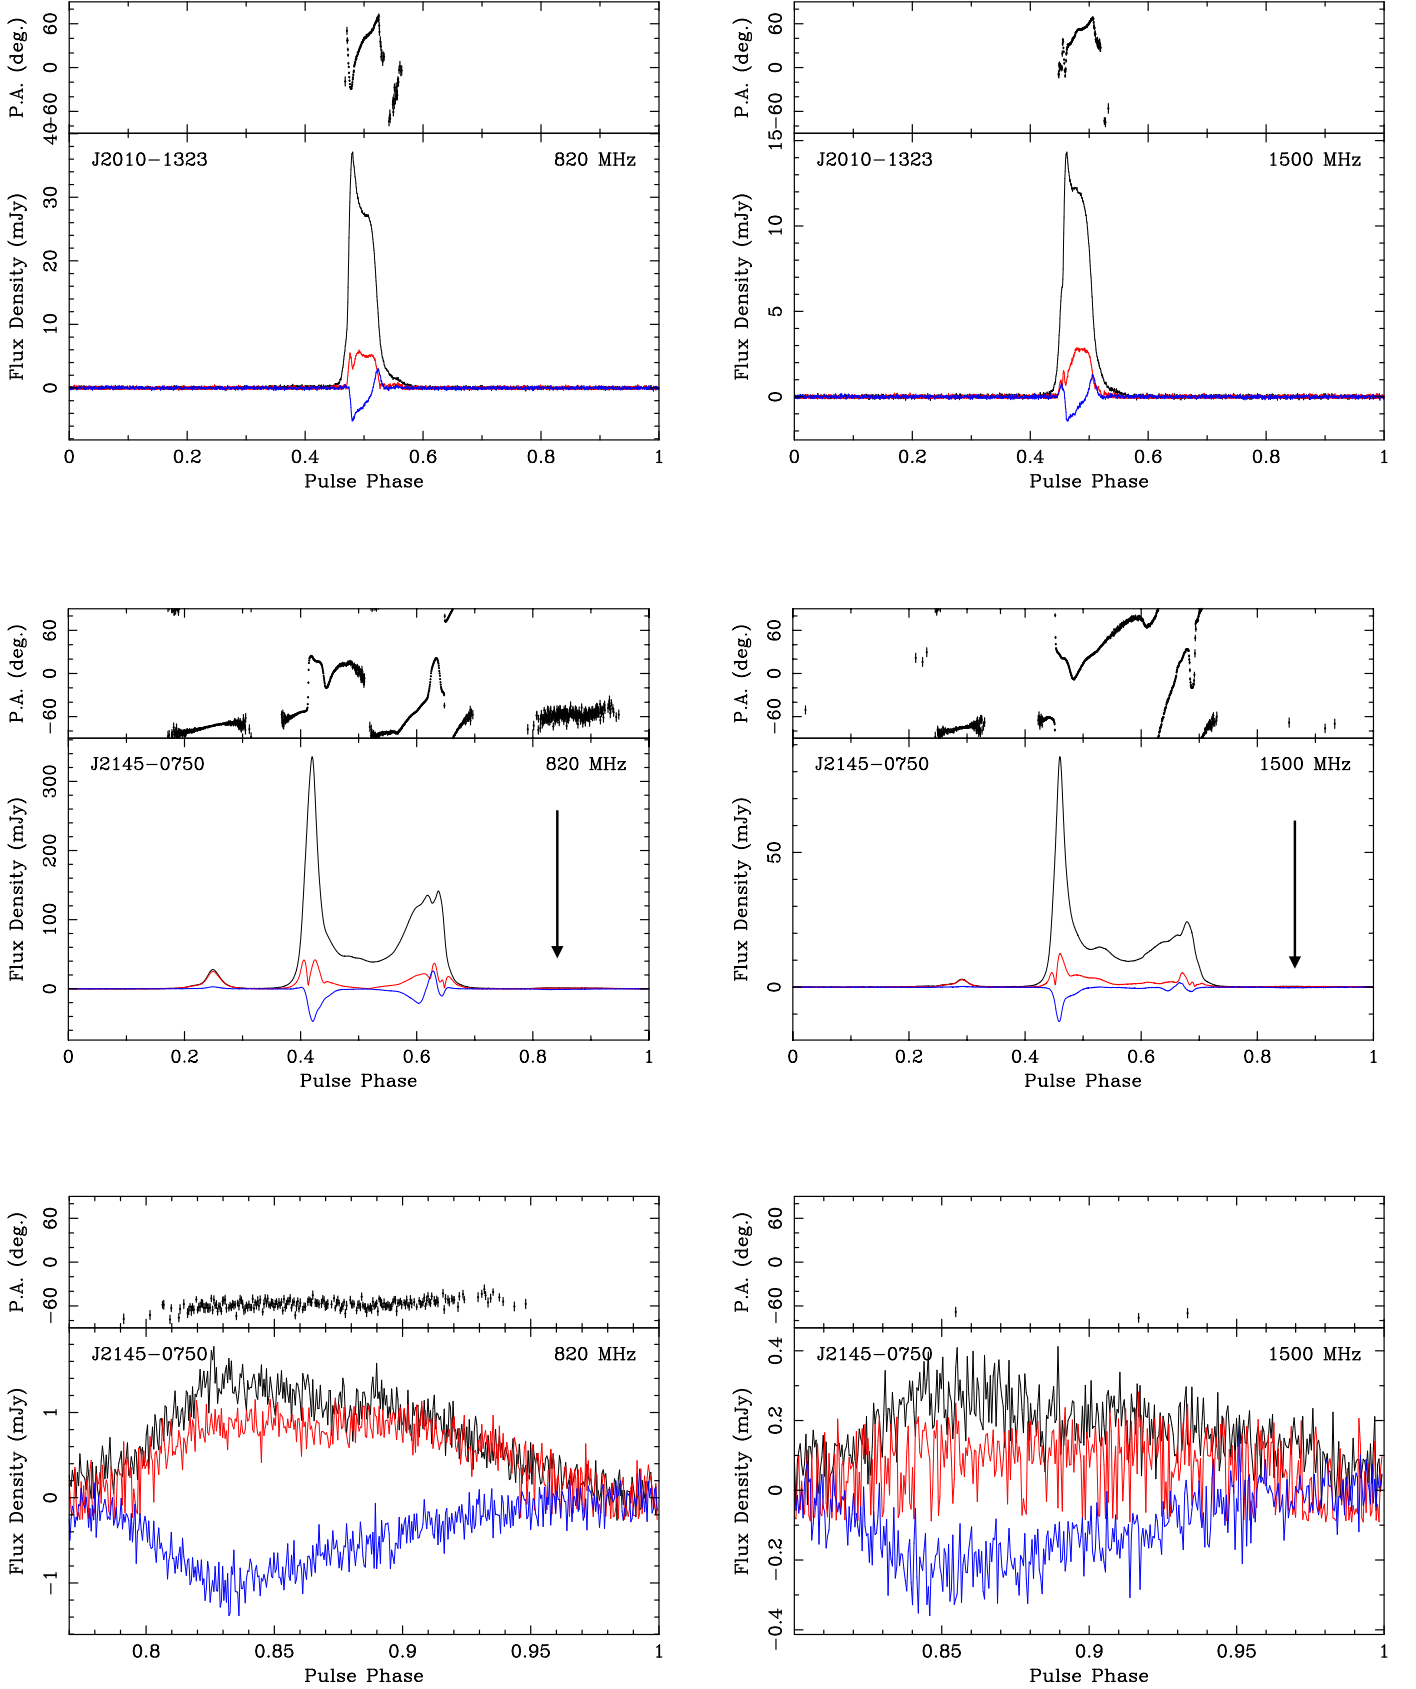 P.A. (deg.)
60
0
−60
J2010−1323 820 MHz
Flux Density (mJy)
40
30
20
10
0
0 0.2 0.4 0.6 0.8 1
Pulse Phase
P.A. (deg.)
60
0
−60
J2010−1323 1500 MHz
Flux Density (mJy)
15
10
5
0
0 0.2 0.4 0.6 0.8 1
Pulse Phase
P.A. (deg.)
60
0
−60
J2145−0750 820 MHz
Flux Density (mJy)
300
200
100
0
0 0.2 0.4 0.6 0.8 1
Pulse Phase
P.A. (deg.)
60
0
−60
J2145−0750 1500 MHz
Flux Density (mJy)
50
0
0 0.2 0.4 0.6 0.8 1
Pulse Phase
P.A. (deg.)
60
0
−60
J2145−0750 820 MHz
Flux Density (mJy)
1
0
−1
0.8 0.85 0.9 0.95 1
Pulse Phase
P.A. (deg.)
60
0
−60
J2145−0750 1500 MHz
Flux Density (mJy)
0.4
0.2
0
−0.2
−0.4
0.85 0.9 0.95 1
Pulse Phase